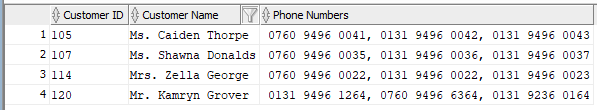 Customer ID Customer Name Phone Numbers
1 105 Ms. Caiden Thorpe 0760 9496 0041, 0131 9496 0042, 0131 9496 0043
2 107 Ms. Shawna Donalds 0760 9496 0035, 0131 9496 0036, 0131 9496 0037
3 114 Mrs. Zella George 0760 9496 0022, 0131 9496 0022, 0131 9496 0023
4 120 Mr. Kamryn Grover 0131 9496 1264, 0760 9496 6364, 0131 9236 0164